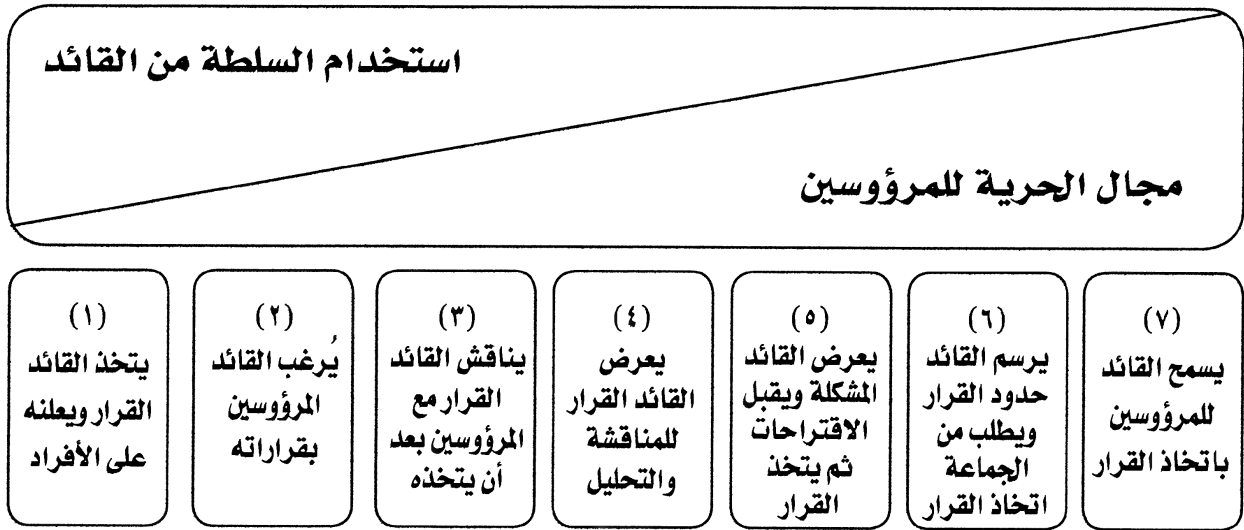 استخدام السلطة من القائد
مجال الحرية للمرؤوسين
(١)
يتخذ القائد
القرار ويعلنه
على الأفراد
(٢)
يُرغب القائد
المرؤوسين
بقراراته
(٣)
يناقش القائد
القرار مع
المرؤوسين بعد
أن يتخذه
(٤)
يعرض
القائد القرار
للمناقشة
والتحليل
(٥)
يعرض القائد
المشكلة ويقبل
الاقتراحات
ثم يتخذ
القرار
(٦)
يرسم القائد
حدود القرار
ويطلب من
الجماعة
اتخاذ القرار
(٧)
يسمح القائد
للمرؤوسين
باتخاذ القرار